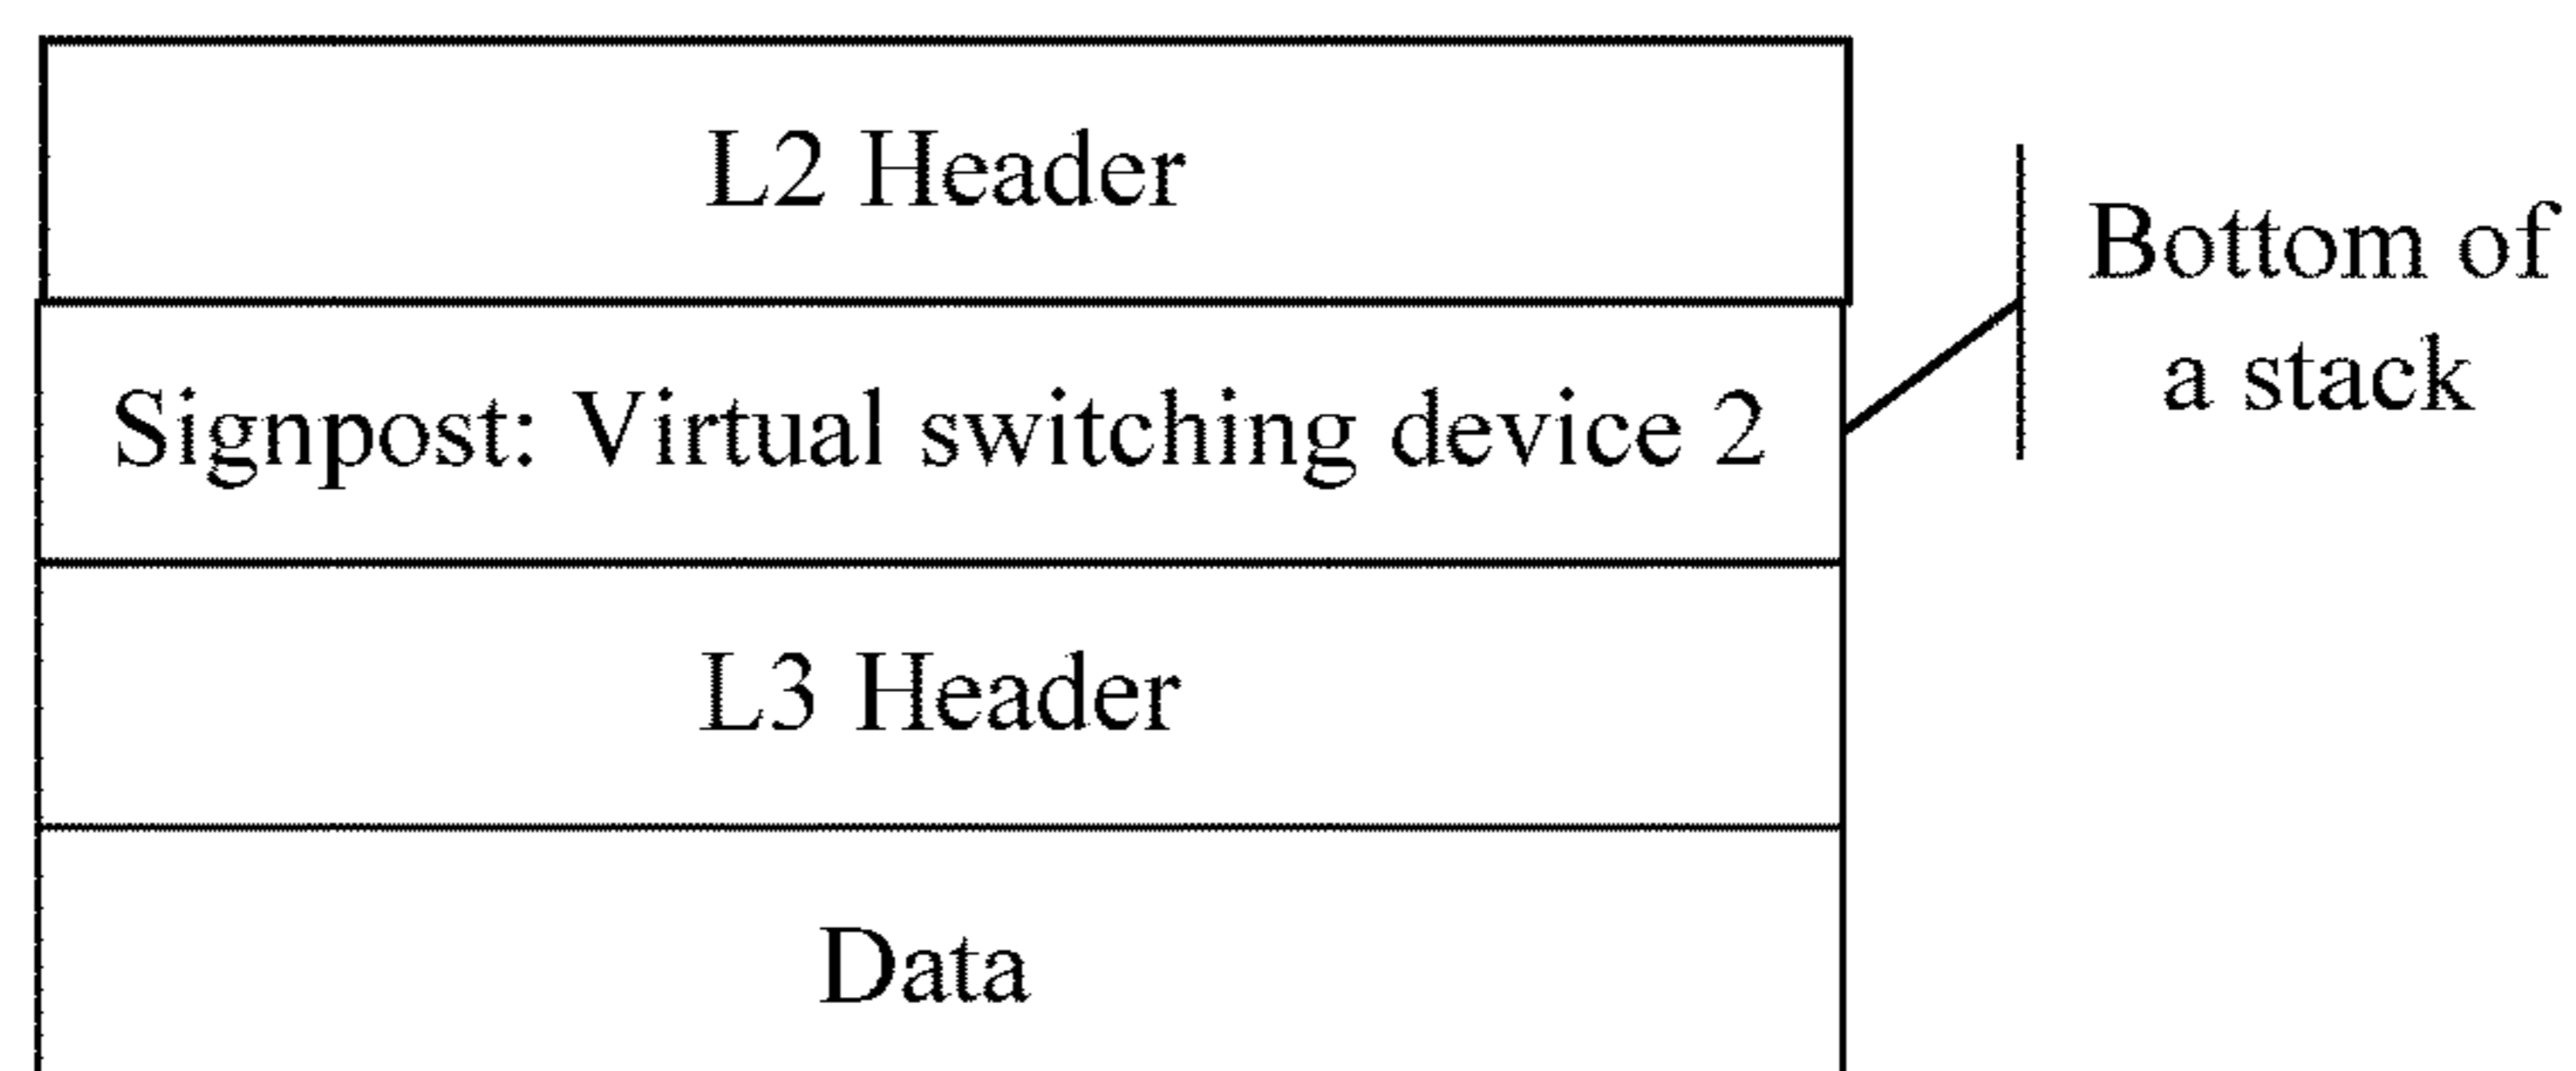 L2 Header
Signpost: Virtual switching device 2
Bottom of
a stack
L3 Header
Data